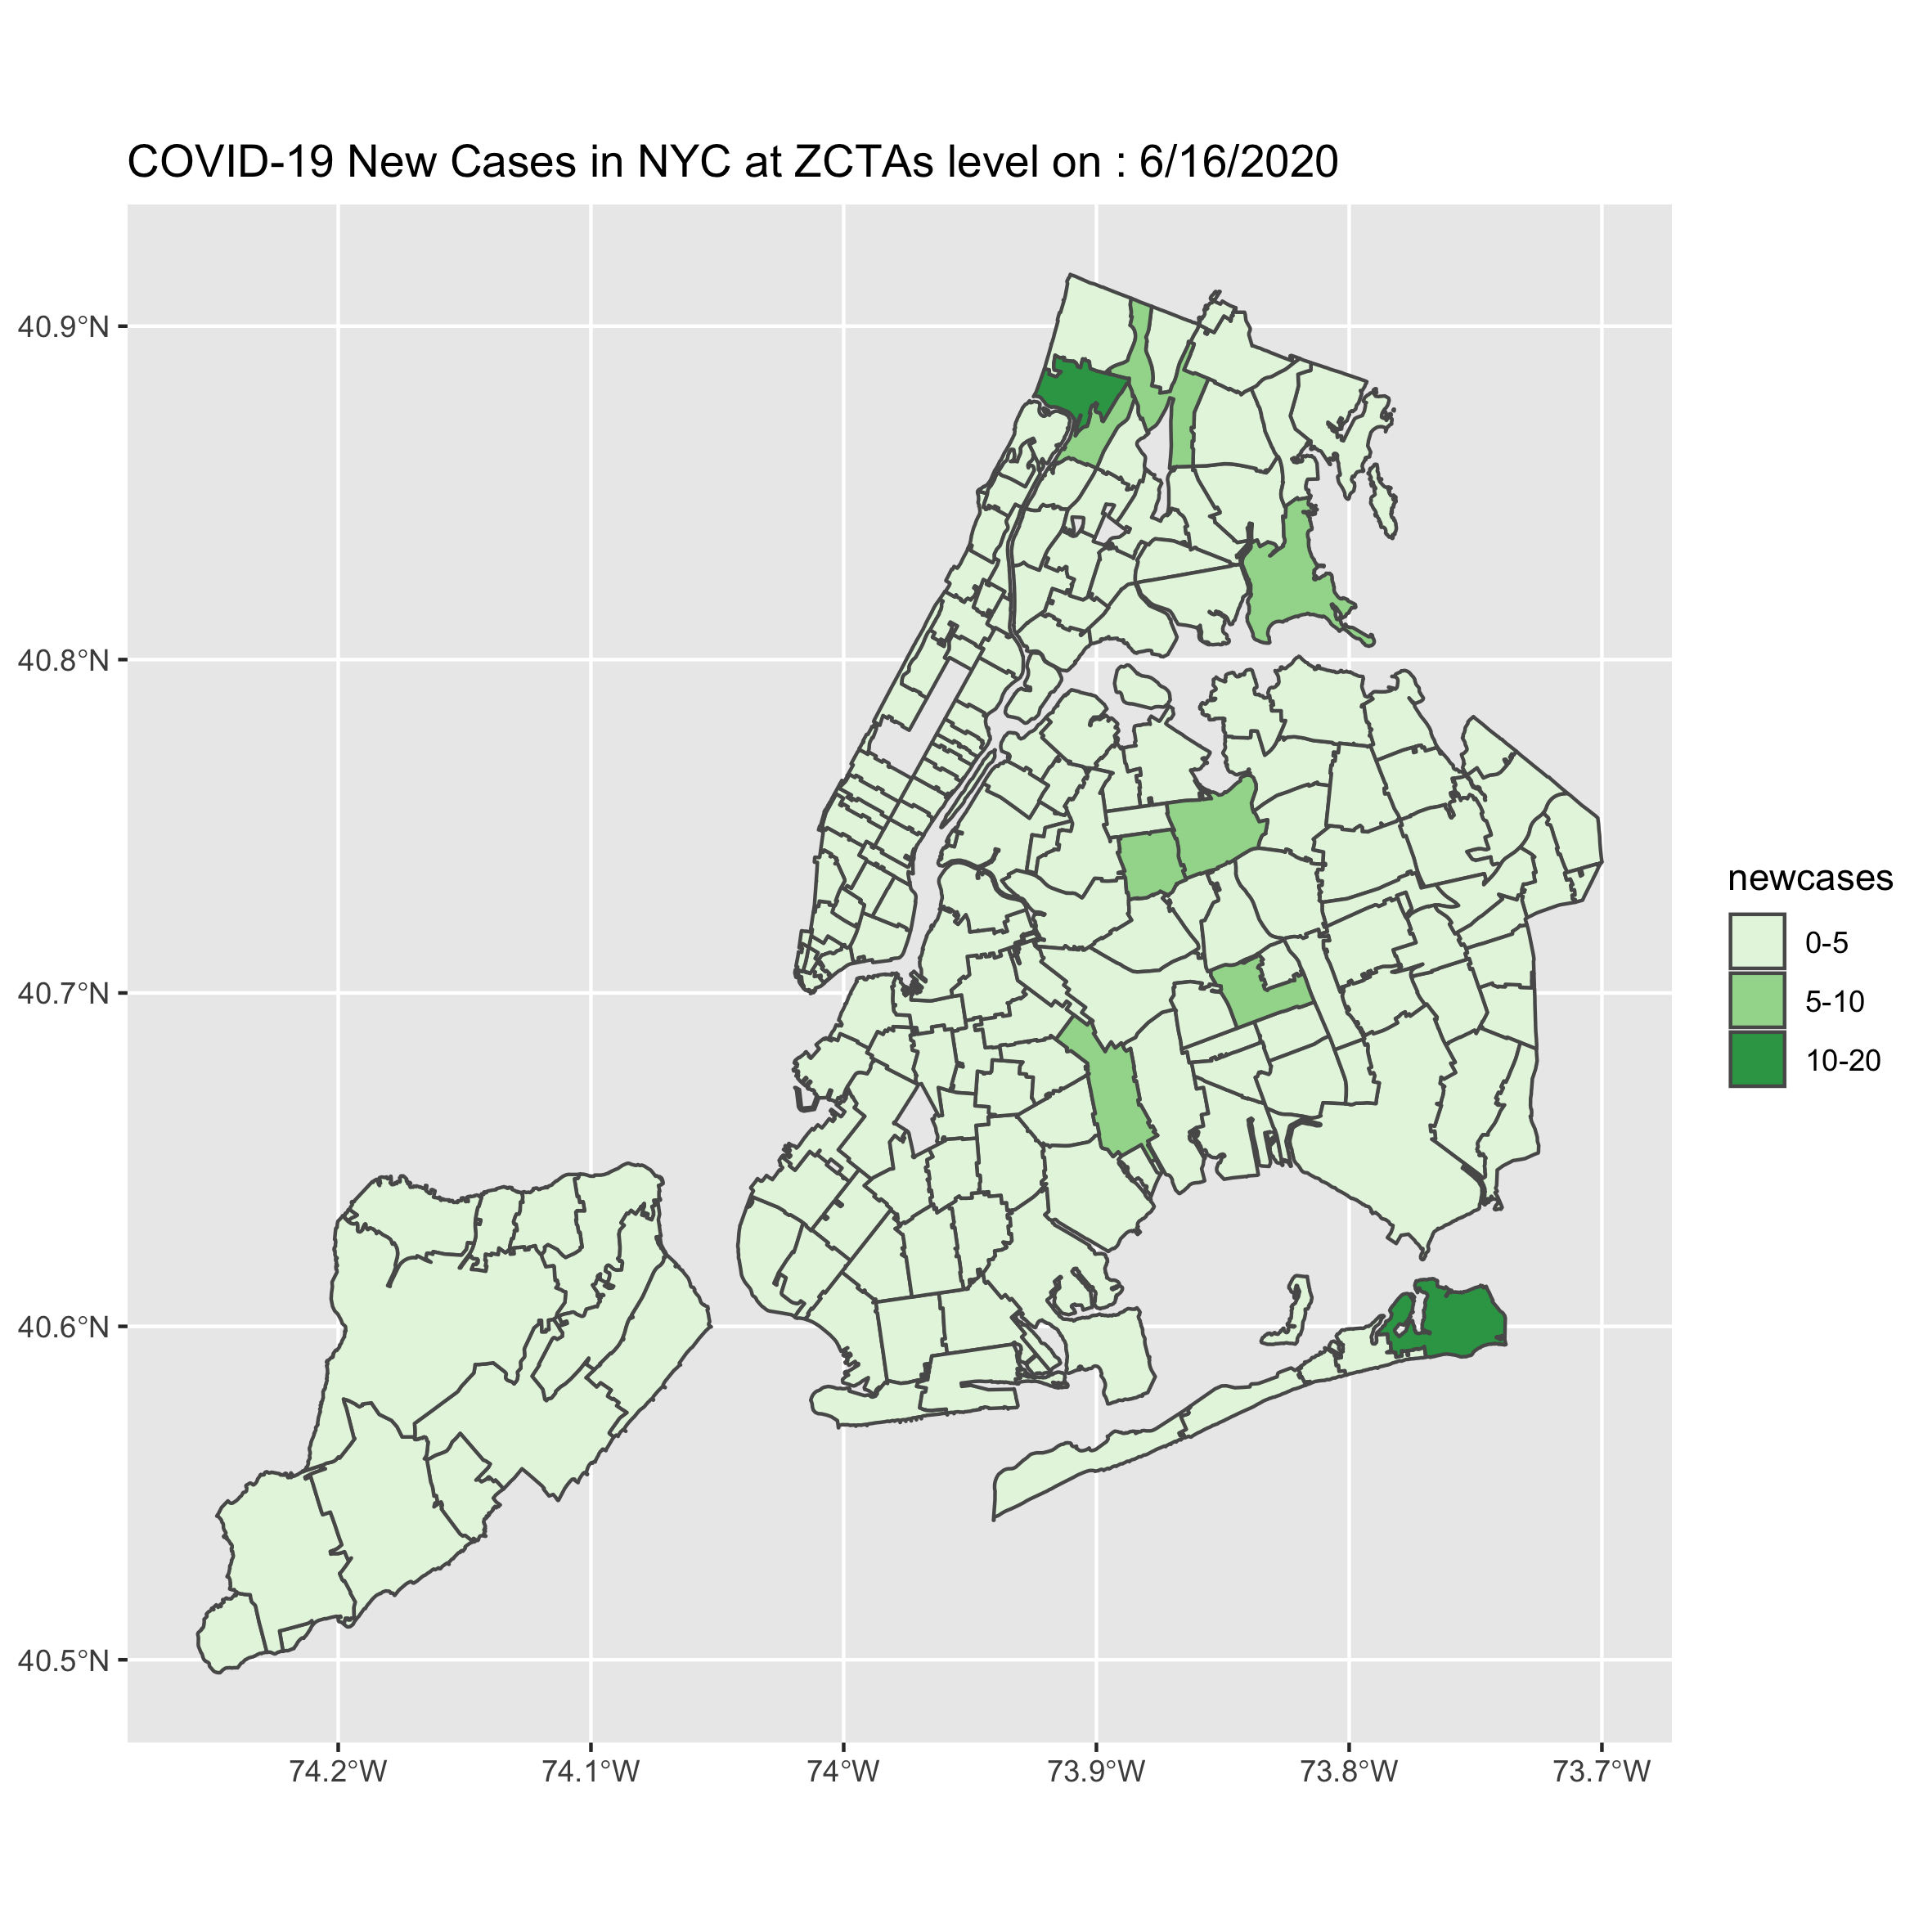 COVID-19 New Cases in NYC at ZCTAs level on : 6/16/2020
40.9°N
40.8°N
40.7°N
40.6°N
40.5°N
74.2°W
74.1°W
74°W
73.9°W
73.8°W
73.7°W
newcases
0-5
5-10
10-20